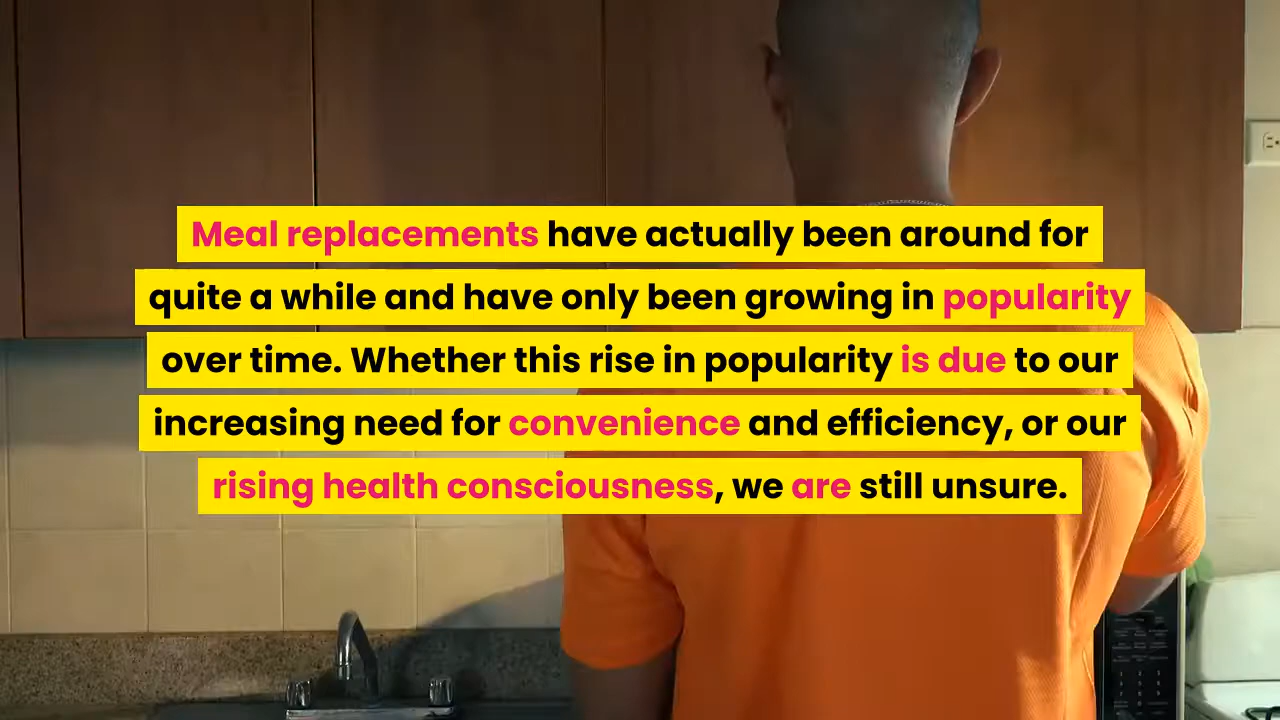 Meal replacements have actually been around for
quite a while and have only been growing in popularity
over time. Whether this rise in popularity is due to our
increasing need for convenience and efficiency, or our
rising health consciousness, we are still unsure.